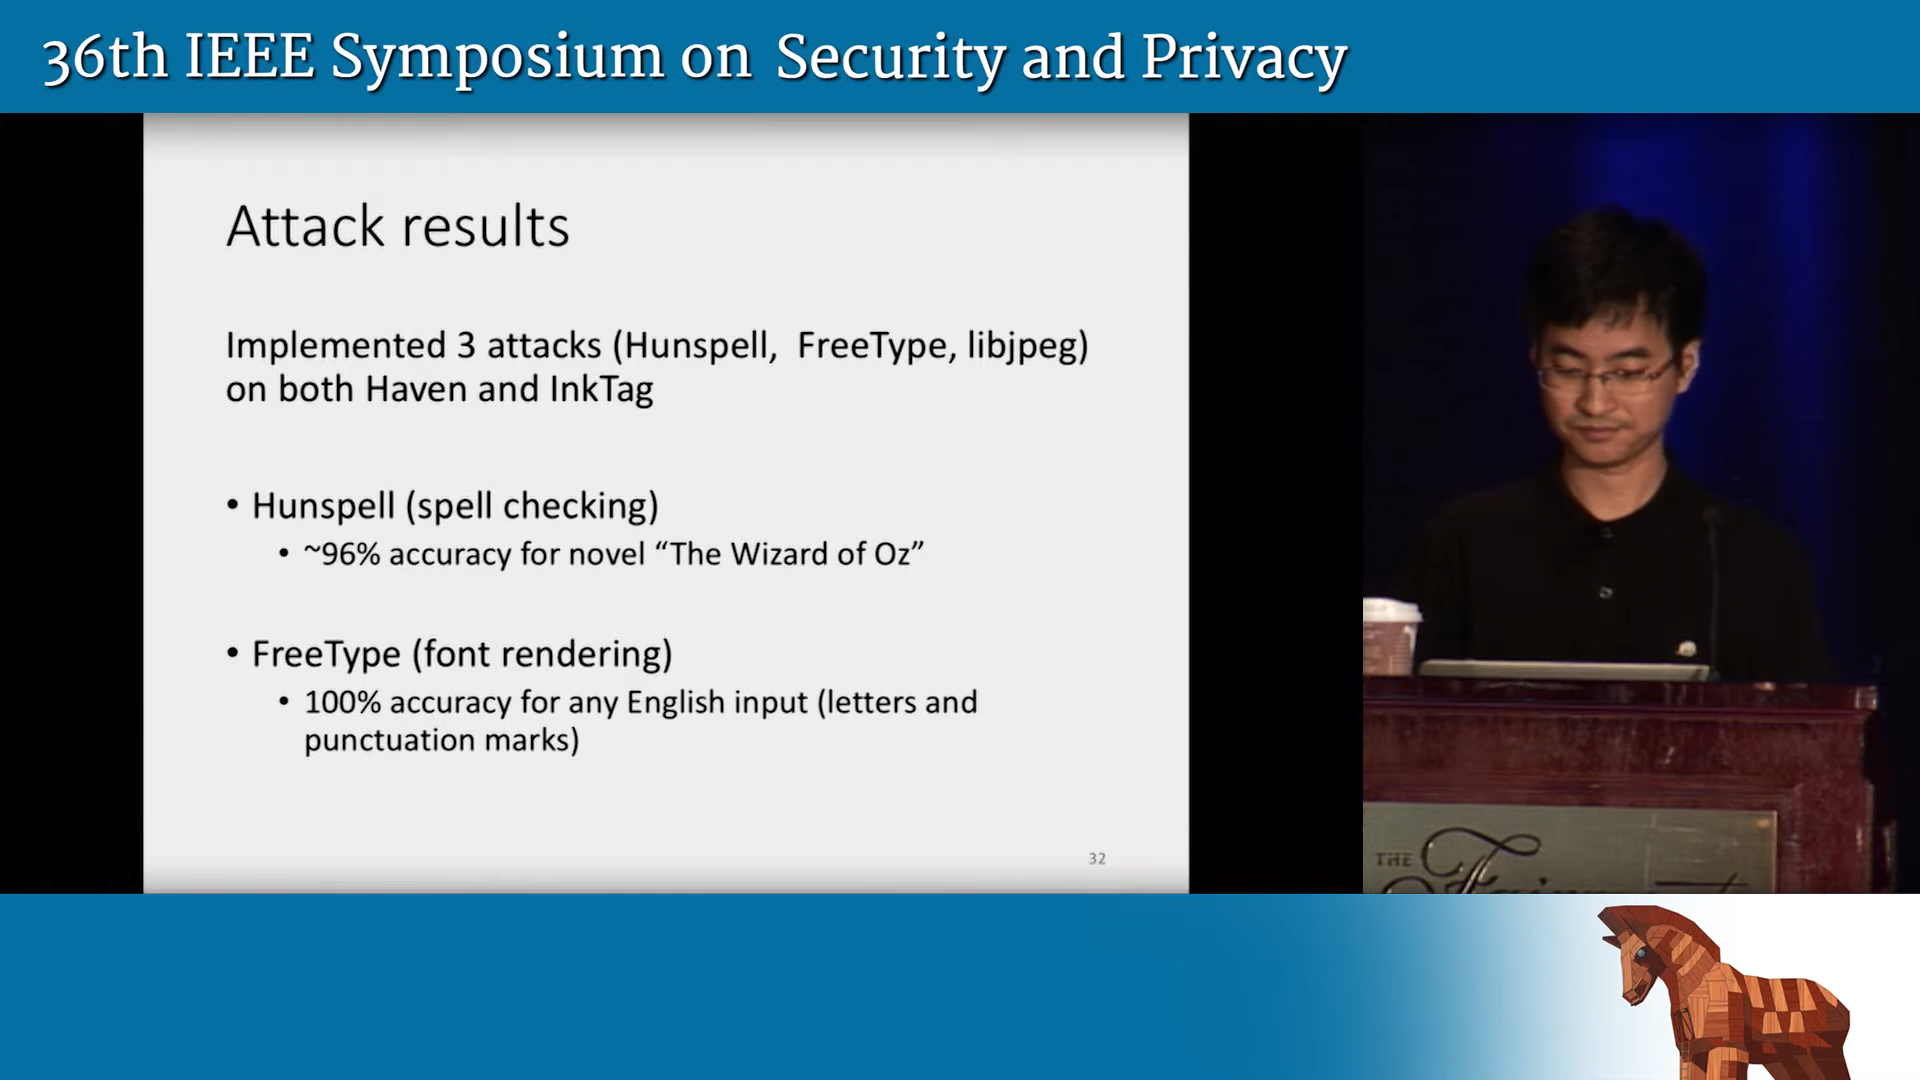 36th IEEE Symposium on Security and Privacy
Attack results
Implemented 3 attacks (Hunspell, FreeType, libjpeg)
on both Haven and InkTag
• Hunspell (spell checking)
• ~96% accuracy for novel “The Wizard of Oz”
• FreeType (font rendering)
• 100% accuracy for any English input (letters and
punctuation marks)
32
THE